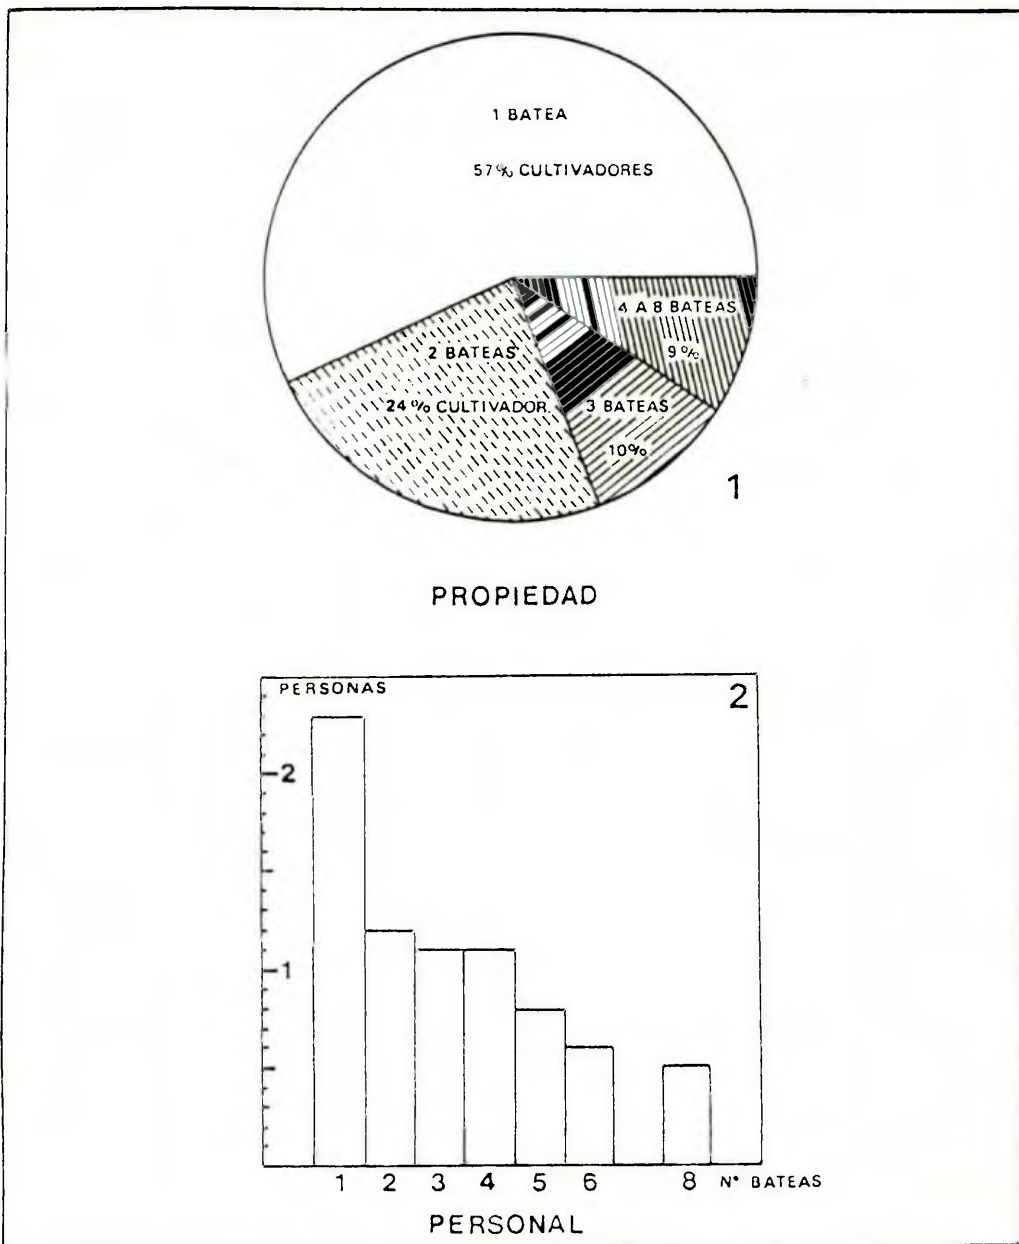 1 BATEA
57% CULTIVADORES
4 A 8 BATEAS
9%
2 BATEAS
24% CULTIVADOR.
3 BATEAS
10%
1
PROPIEDAD
PERSONAS
2
2
1
1 2 3 4 5 6 8 N° BATEAS
PERSONAL